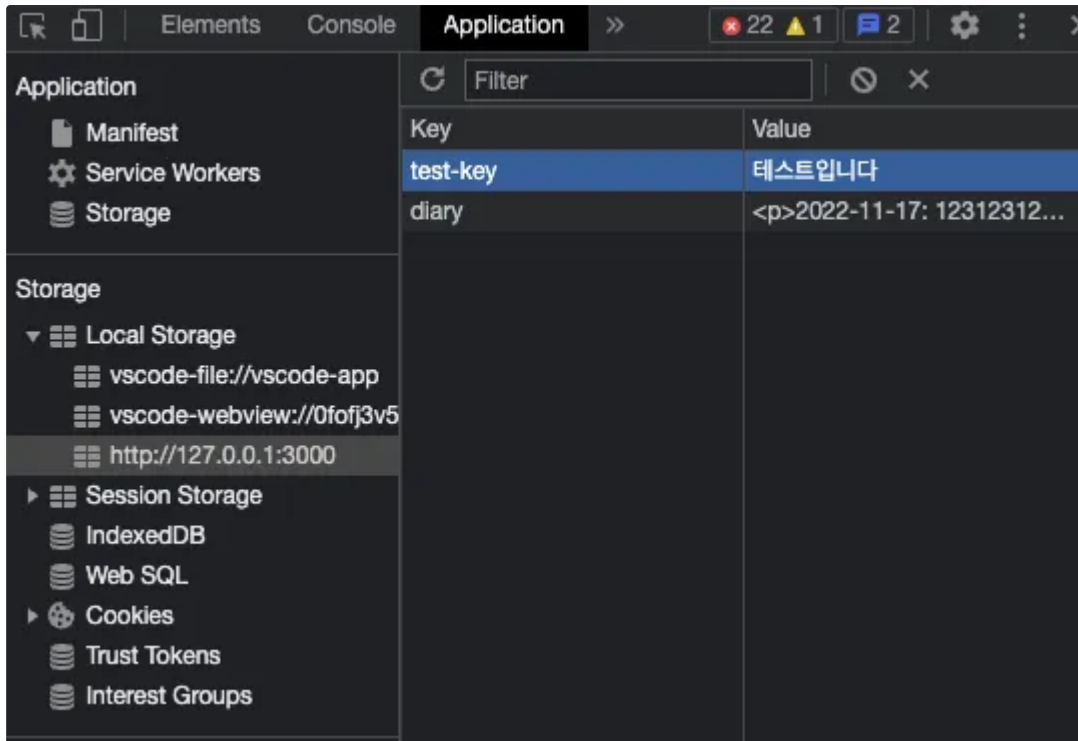 Elements Console Application » 22 1 2
Application
Manifest
Service Workers
Storage
Storage
Local Storage
vscode-file://vscode-app
vscode-webview://0fofj3v5
http://127.0.0.1:3000
Session Storage
IndexedDB
Web SQL
Cookies
Trust Tokens
Interest Groups
Filter
Key Value
test-key 테스트입니다
diary <p>2022-11-17: 12312312...